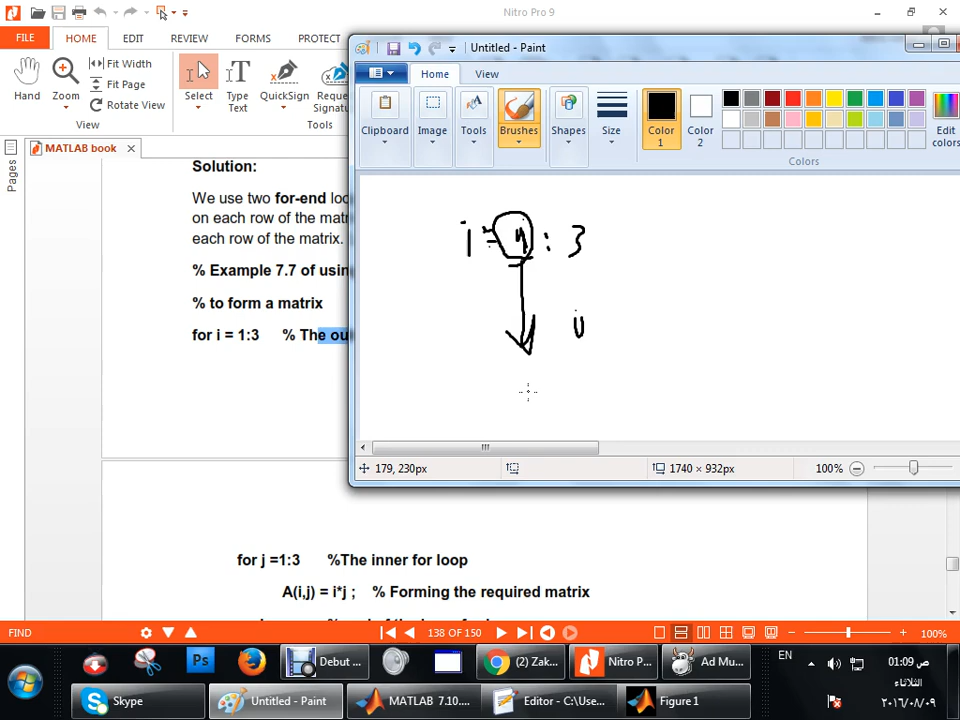 Nitro Pro 9
FILE HOME EDIT REVIEW FORMS PROTECT
Hand Zoom Fit Width Fit Page Rotate View Select Type Text QuickSign Request Signatu
View Tools
MATLAB book
Pages
Solution:
We use two for-end loo
on each row of the matr
each row of the matrix.
% Example 7.7 of usin
% to form a matrix
for i = 1:3 % The ou
Untitled - Paint
Home View
Clipboard Image Tools Brushes Shapes Size Color 1 Color 2 Edit colors
Colors
: 3
179, 230px 1740 × 932px 100%
for j =1:3 %The inner for loop
A(i,j) = i*j ; % Forming the required matrix
FIND 138 OF 150 100%
Debut ... (2) Zak... Nitro P... Ad Mu... EN 01:09 ص
الثلاثاء
Skype Untitled - Paint MATLAB 7.10.... Editor - C:\Use... Figure 1 ٢٠١٦/٠٨/٠٩